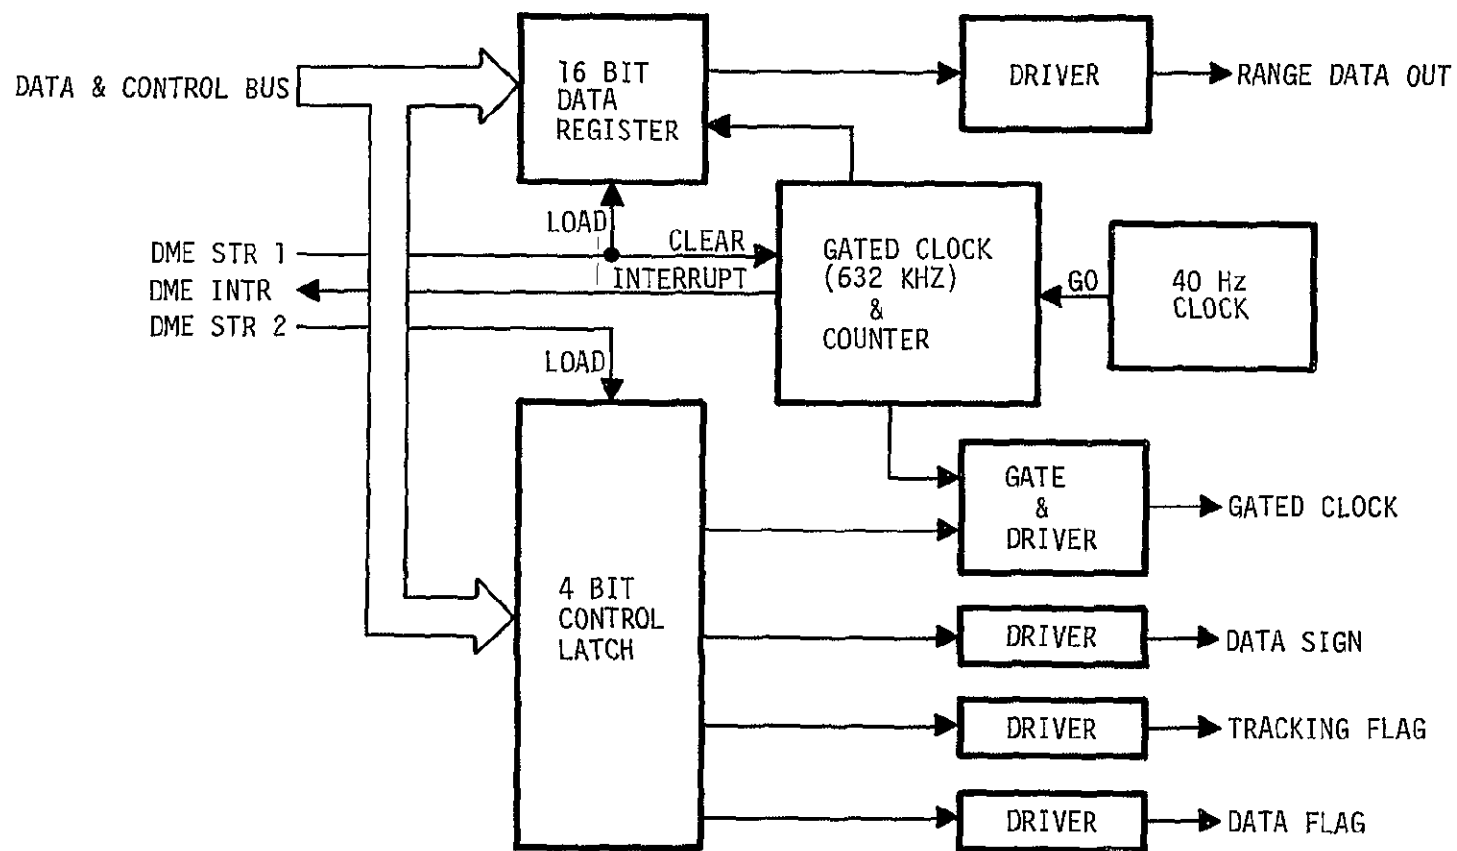 DATA & CONTROL BUS
16 BIT
DATA
REGISTER
DRIVER
RANGE DATA OUT
LOAD
DME STR 1
CLEAR
DME INTR
INTERRUPT
DME STR 2
LOAD
GATED CLOCK
(632 KHZ)
&
COUNTER
GO
40 Hz
CLOCK
GATE
&
DRIVER
GATED CLOCK
4 BIT
CONTROL
LATCH
DRIVER
DATA SIGN
DRIVER
TRACKING FLAG
DRIVER
DATA FLAG